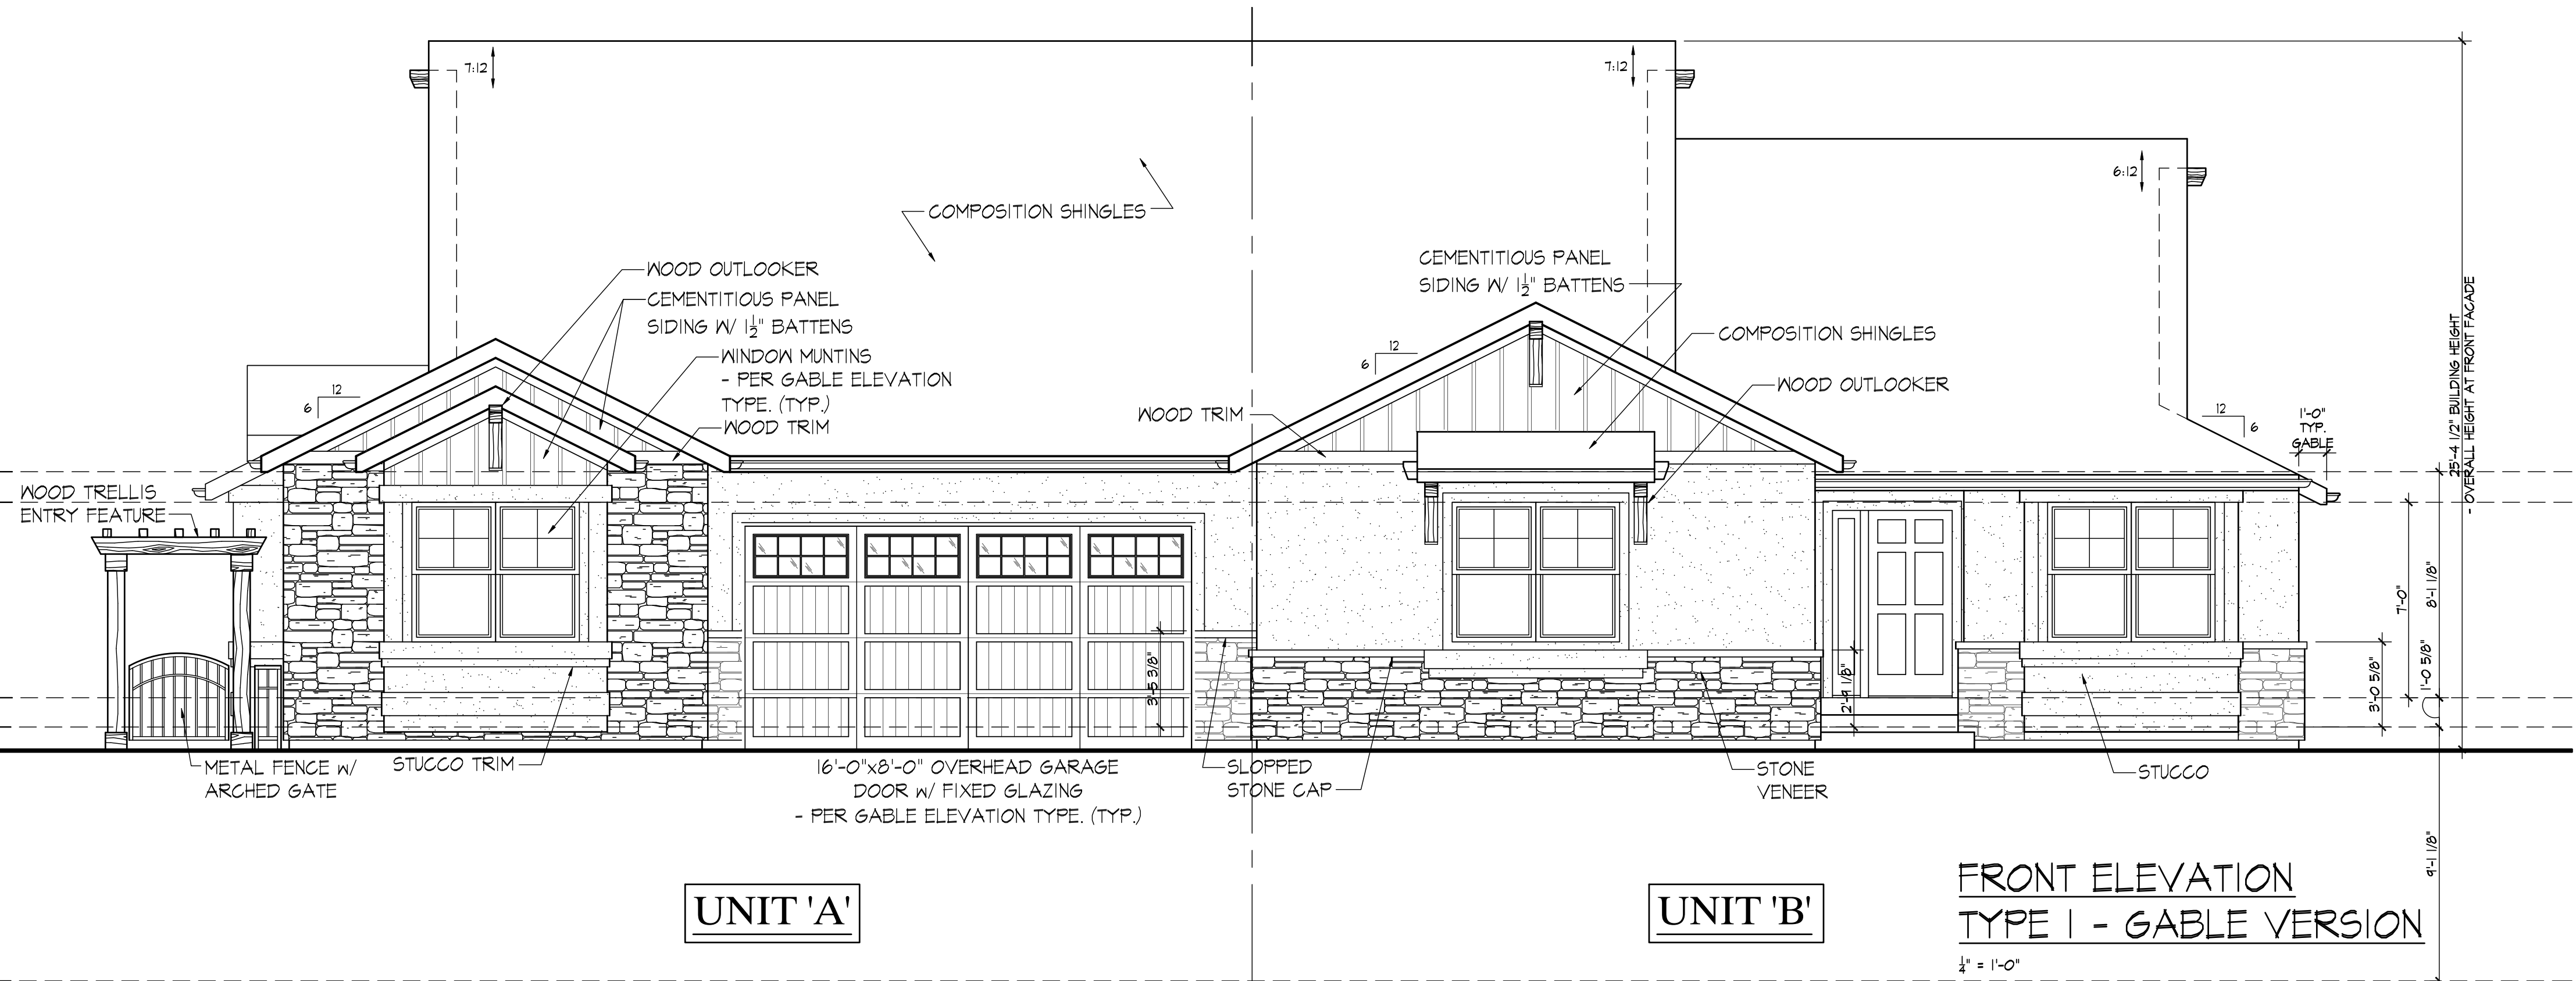 7:12
7:12
6:12
COMPOSITION SHINGLES
WOOD OUTLOOKER
CEMENTITIOUS PANEL
SIDING W/ 1½" BATTENS
WINDOW MUNTINS
- PER GABLE ELEVATION
TYPE. (TYP.)
WOOD TRIM
12
6
CEMENTITIOUS PANEL
SIDING W/ 1½" BATTENS
COMPOSITION SHINGLES
WOOD OUTLOOKER
12
6
WOOD TRIM
12
6
1'-0"
TYP.
GABLE
25'-4 1/2" BUILDING HEIGHT
- OVERALL HEIGHT AT FRONT FACADE
WOOD TRELLIS
ENTRY FEATURE
7'-0"
8'-1 1/8"
3'-5 3/8"
2'-9 1/8"
3'-0 5/8"
1'-0 5/8"
METAL FENCE W/
ARCHED GATE
STUCCO TRIM
16'-0"x8'-0" OVERHEAD GARAGE
DOOR W/ FIXED GLAZING
- PER GABLE ELEVATION TYPE. (TYP.)
SLOPPED
STONE CAP
STONE
VENEER
STUCCO
9'-1 1/8"
UNIT 'A'
UNIT 'B'
FRONT ELEVATION
TYPE 1 - GABLE VERSION
¼" = 1'-0"